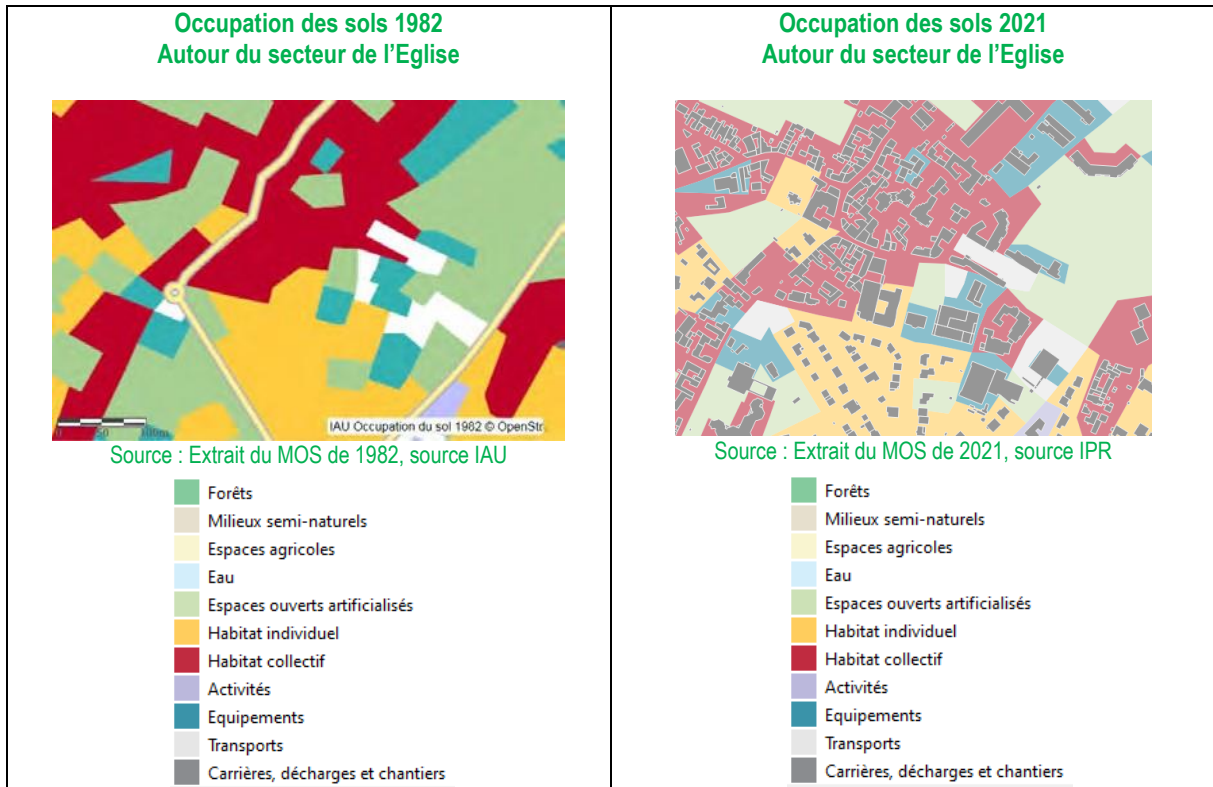 Occupation des sols 1982
Autour du secteur de l'Eglise
IAU Occupation du sol 1982 © OpenStr
0 50 100m
Source : Extrait du MOS de 1982, source IAU
Forêts
Milieux semi-naturels
Espaces agricoles
Eau
Espaces ouverts artificialisés
Habitat individuel
Habitat collectif
Activités
Equipements
Transports
Carrières, décharges et chantiers
Occupation des sols 2021
Autour du secteur de l'Eglise
Source : Extrait du MOS de 2021, source IPR
Forêts
Milieux semi-naturels
Espaces agricoles
Eau
Espaces ouverts artificialisés
Habitat individuel
Habitat collectif
Activités
Equipements
Transports
Carrières, décharges et chantiers